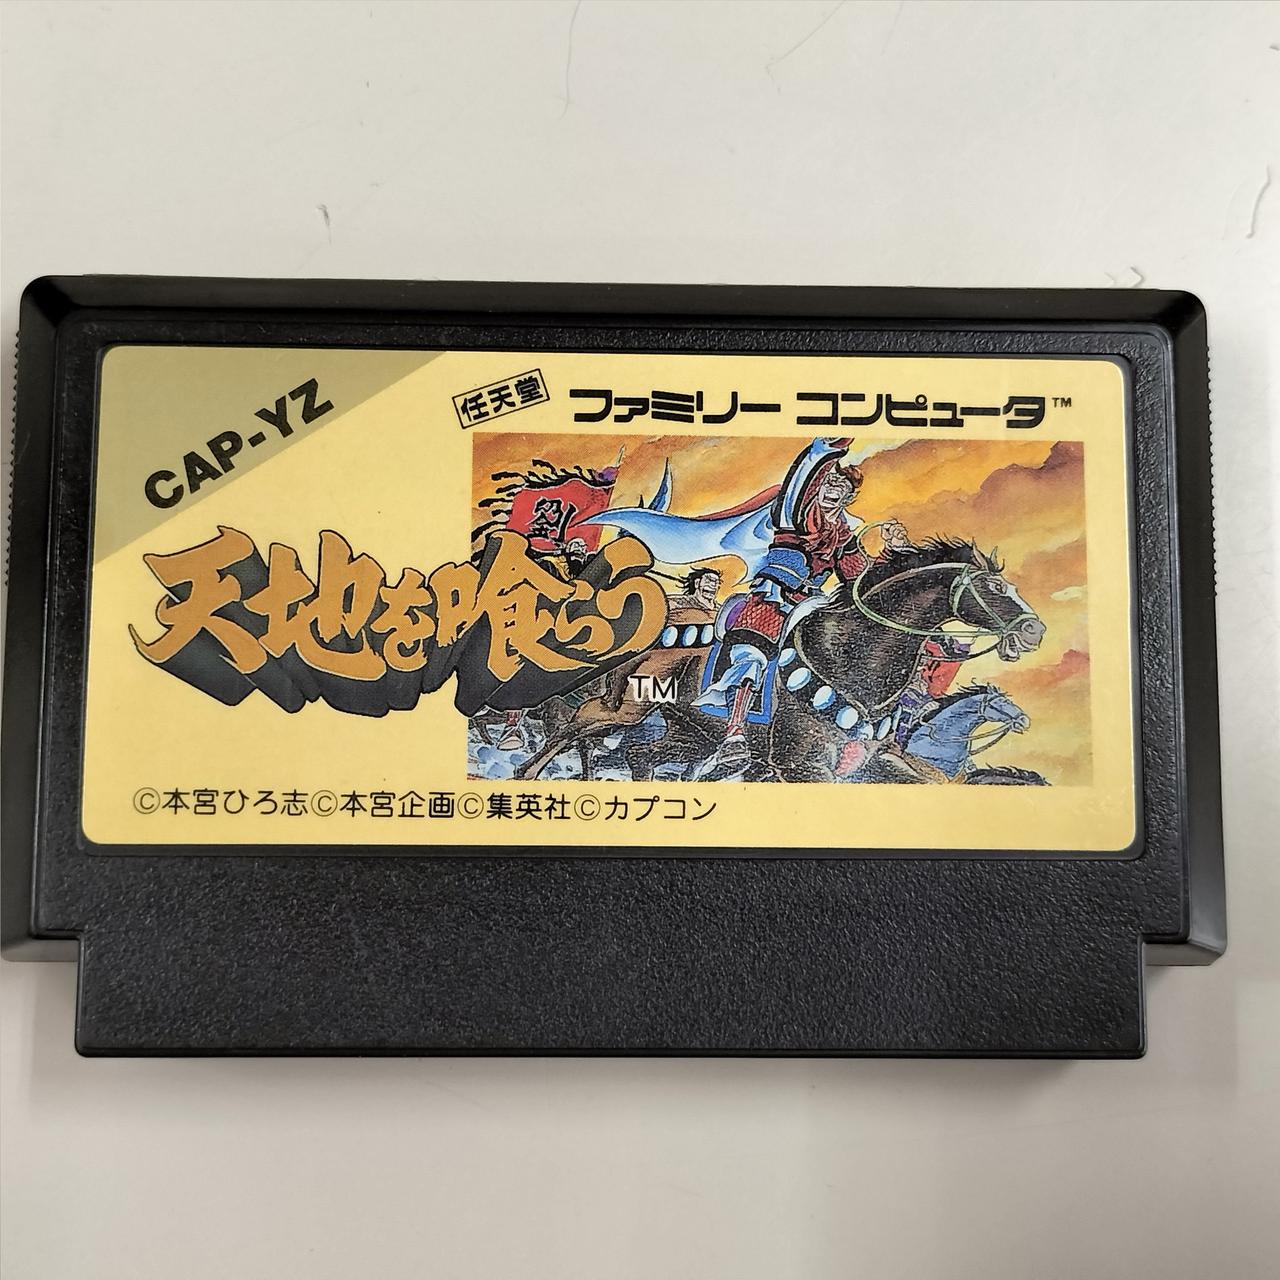 CAP-YZ
任天堂 ファミリー コンピュータ™
劉
天地を喰らう
TM
©本宮ひろ志©本宮企画©集英社©カプコン